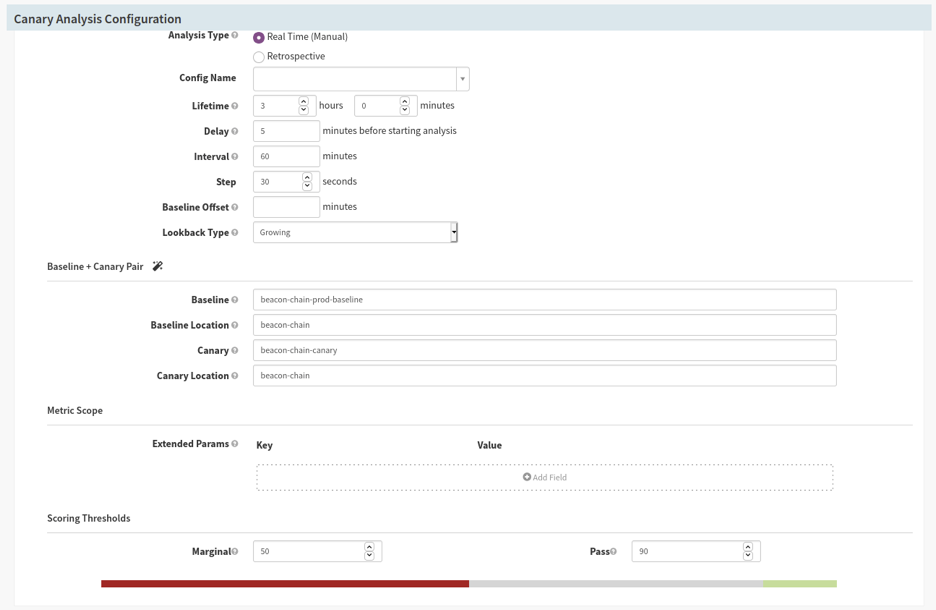 Canary Analysis Configuration
Analysis Type Real Time (Manual)
Retrospective
Config Name
Lifetime 3 hours 0 minutes
Delay 5 minutes before starting analysis
Interval 60 minutes
Step 30 seconds
Baseline Offset minutes
Lookback Type Growing
Baseline + Canary Pair
Baseline beacon-chain-prod-baseline
Baseline Location beacon-chain
Canary beacon-chain-canary
Canary Location beacon-chain
Metric Scope
Extended Params Key Value
Add Field
Scoring Thresholds
Marginal 50 Pass 90